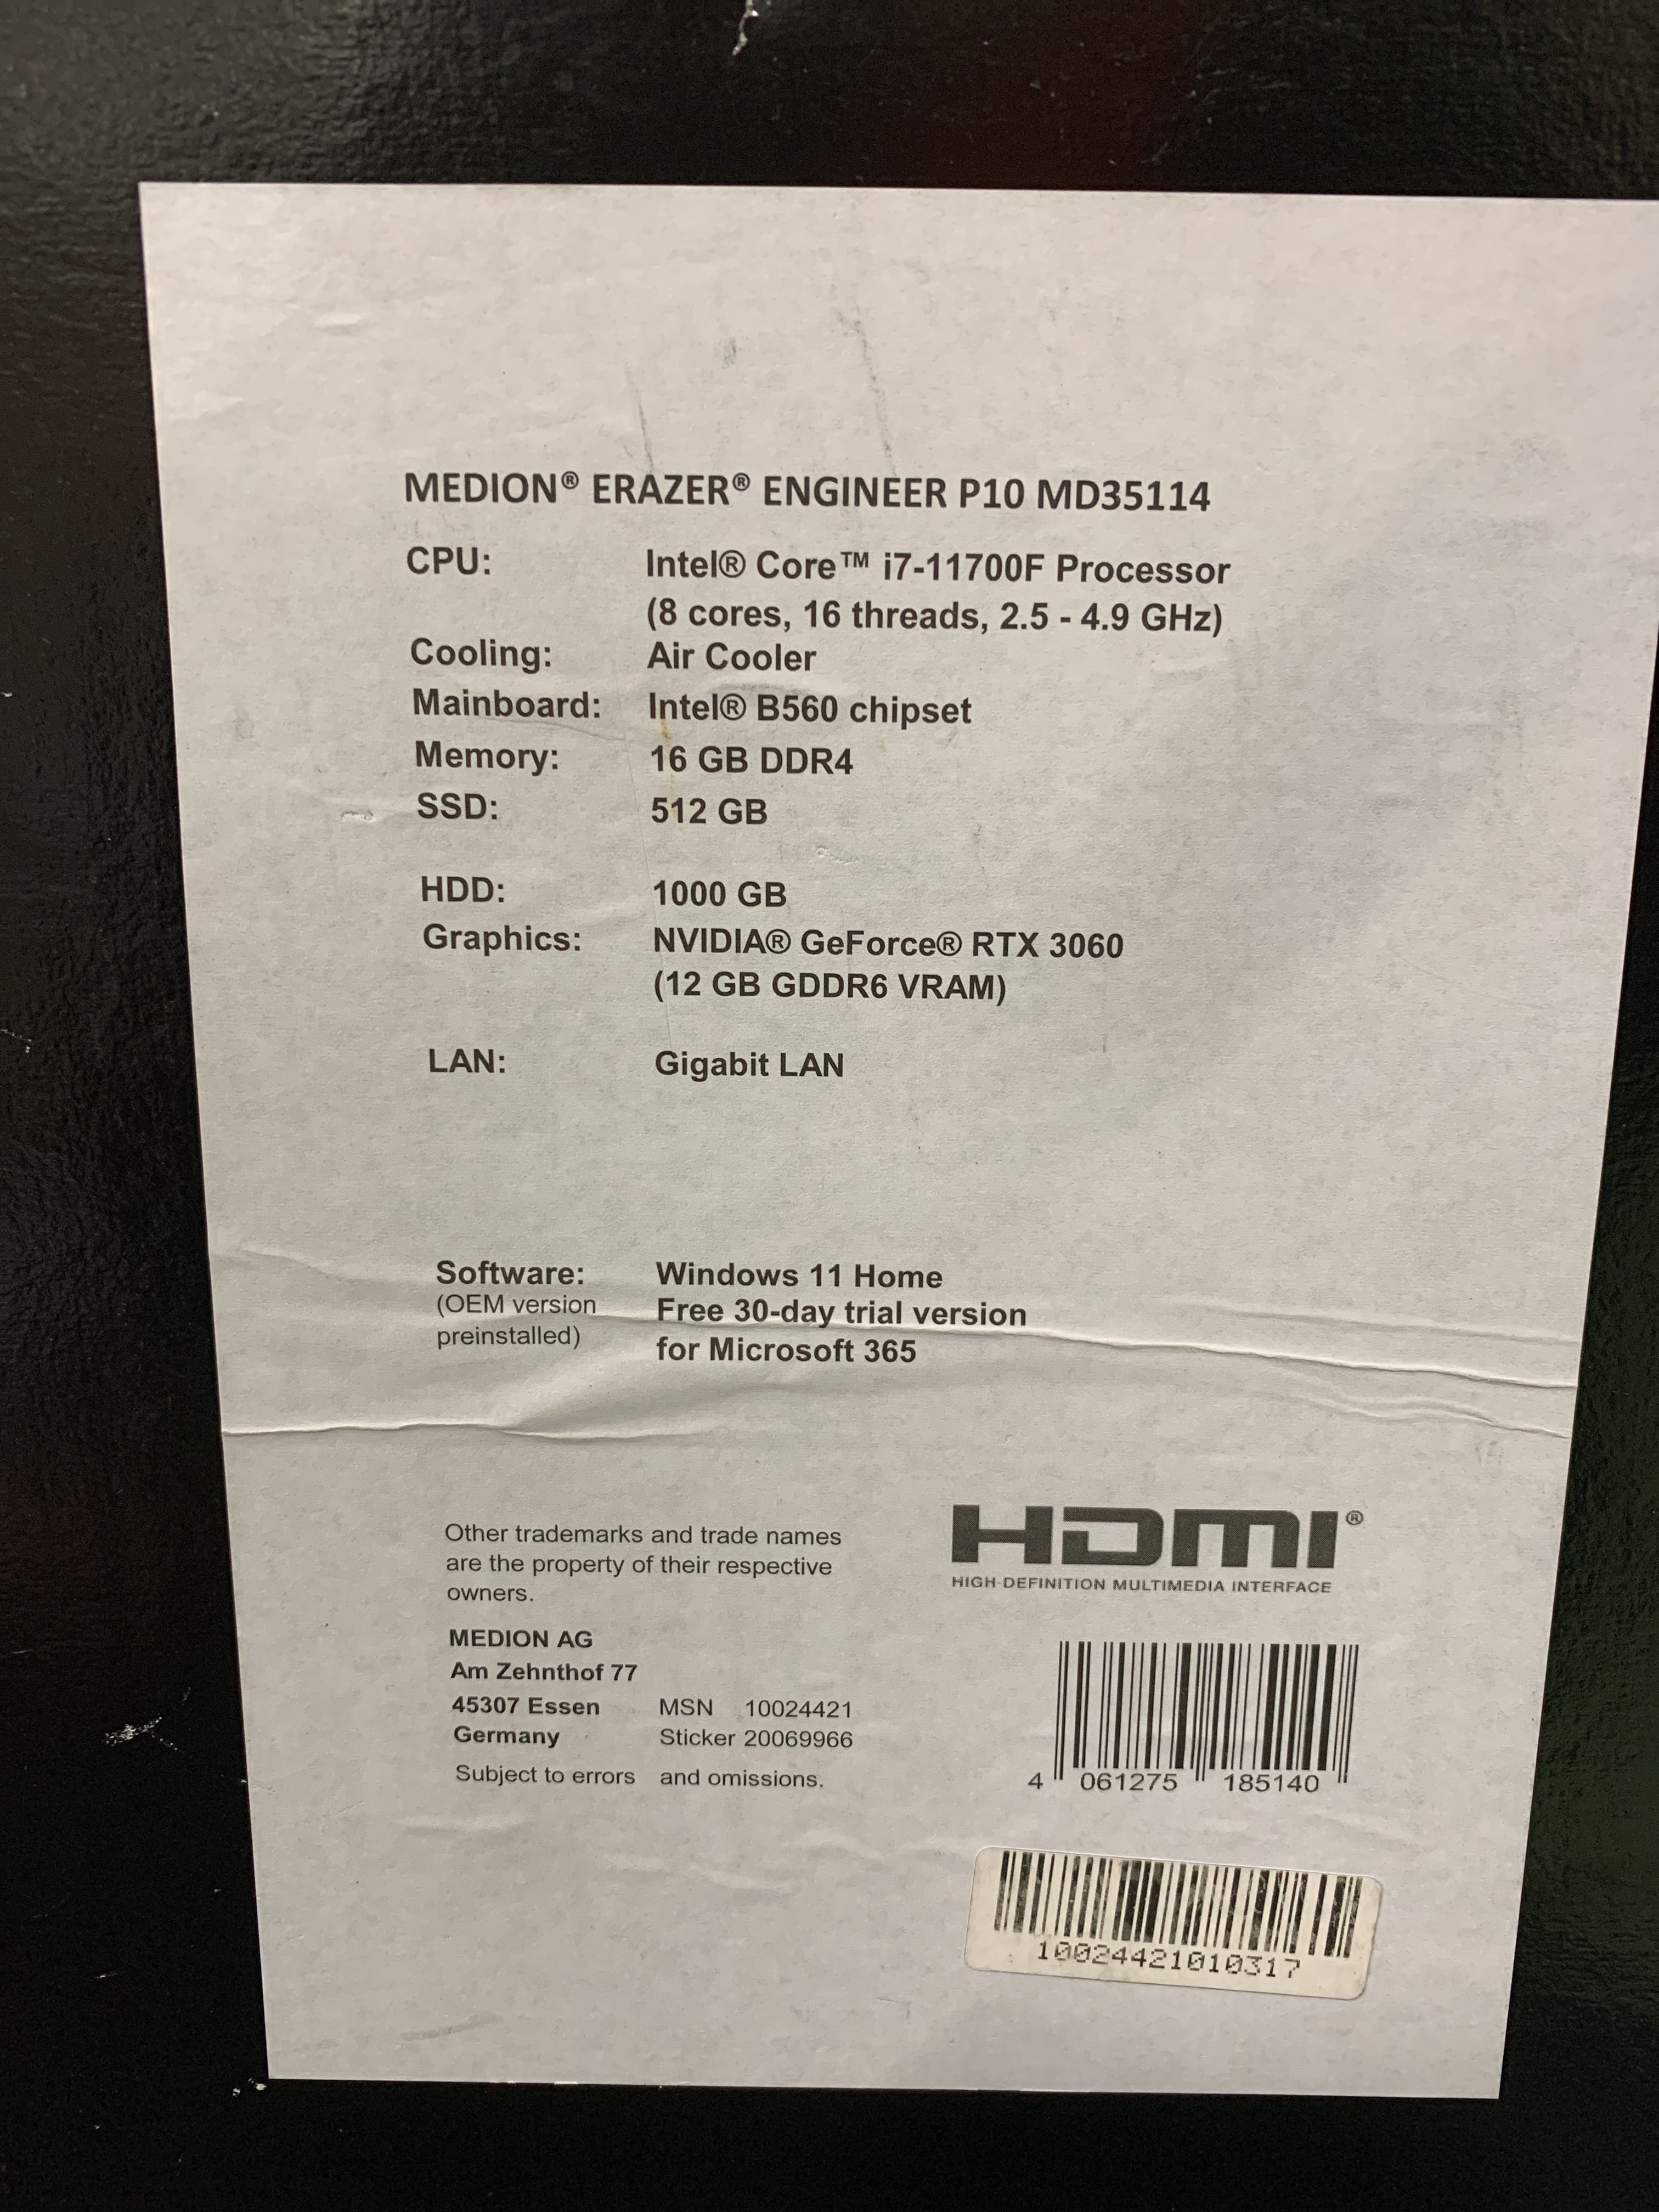 MEDION® ERAZER® ENGINEER P10 MD35114
CPU: Intel® Core™ i7-11700F Processor
(8 cores, 16 threads, 2.5 - 4.9 GHz)
Cooling: Air Cooler
Mainboard: Intel® B560 chipset
Memory: 16 GB DDR4
SSD: 512 GB
HDD: 1000 GB
Graphics: NVIDIA® GeForce® RTX 3060
(12 GB GDDR6 VRAM)
LAN: Gigabit LAN
Software: Windows 11 Home
(OEM version Free 30-day trial version
preinstalled) for Microsoft 365
Other trademarks and trade names
are the property of their respective
owners.
HDMI®
HIGH-DEFINITION MULTIMEDIA INTERFACE
MEDION AG
Am Zehnthof 77
45307 Essen MSN 10024421
Germany Sticker 20069966
Subject to errors and omissions.
4 061275 185140
10024421010317